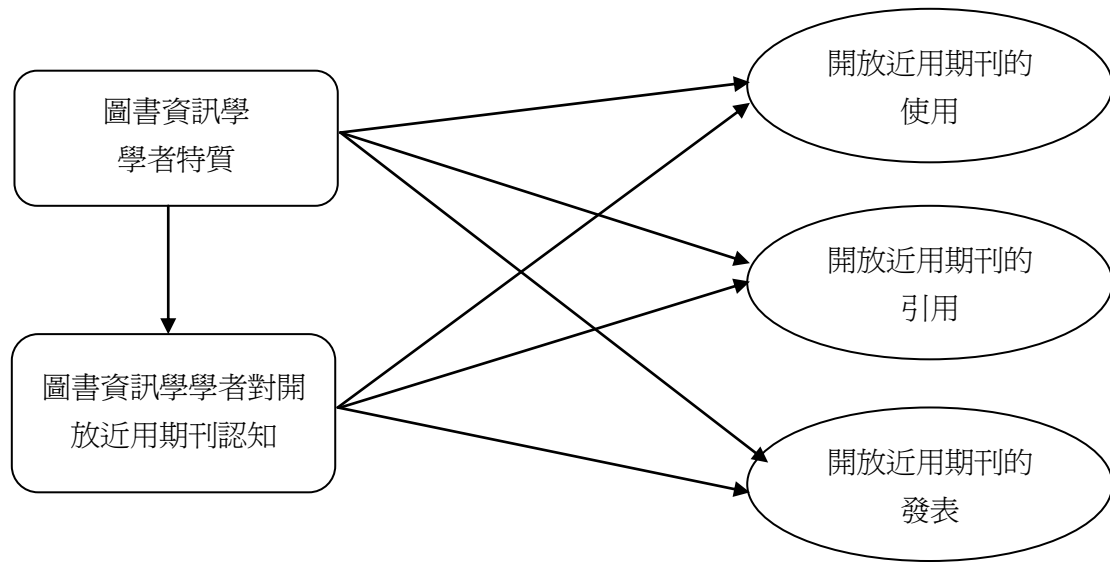 圖書資訊學
學者特質
圖書資訊學學者對開
放近用期刊認知
開放近用期刊的
使用
開放近用期刊的
引用
開放近用期刊的
發表